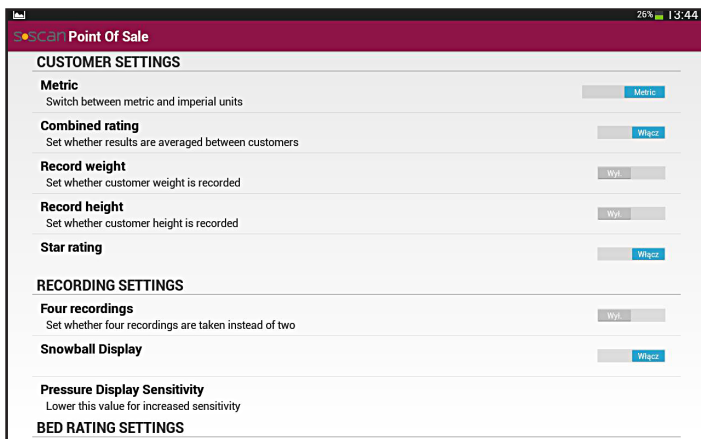 26% 13:44
s•scan Point Of Sale
CUSTOMER SETTINGS
Metric
Switch between metric and imperial units
Metric
Combined rating
Set whether results are averaged between customers
Włącz
Record weight
Set whether customer weight is recorded
Wył.
Record height
Set whether customer height is recorded
Wył.
Star rating
Włącz
RECORDING SETTINGS
Four recordings
Set whether four recordings are taken instead of two
Wył.
Snowball Display
Włącz
Pressure Display Sensitivity
Lower this value for increased sensitivity
BED RATING SETTINGS